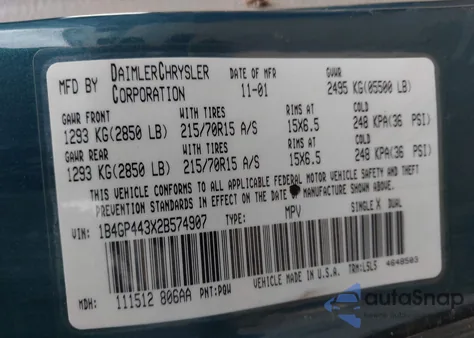 MFD BY DAIMLERCHRYSLER CORPORATION DATE OF MFR 11-01 GVWR 2495 KG(05500 LB)
GAWR FRONT WITH TIRES RIMS AT COLD
1293 KG(2850 LB) 215/70R15 A/S 15X6.5 248 KPA(36 PSI)
GAWR REAR WITH TIRES RIMS AT COLD
1293 KG(2850 LB) 215/70R15 A/S 15X6.5 248 KPA(36 PSI)
THIS VEHICLE CONFORMS TO ALL APPLICABLE FEDERAL MOTOR VEHICLE SAFETY AND THEFT
PREVENTION STANDARDS IN EFFECT ON THE DATE MANUFACTURE SHOWN ABOVE.
VIN: 1B4GP443X2B574907 TYPE: MPV SINGLE X DUAL
VEHICLE MADE IN U.S.A. 4648503
MDH: 111512 806AA PNT:PQW TRM:L5L5
autoSnap